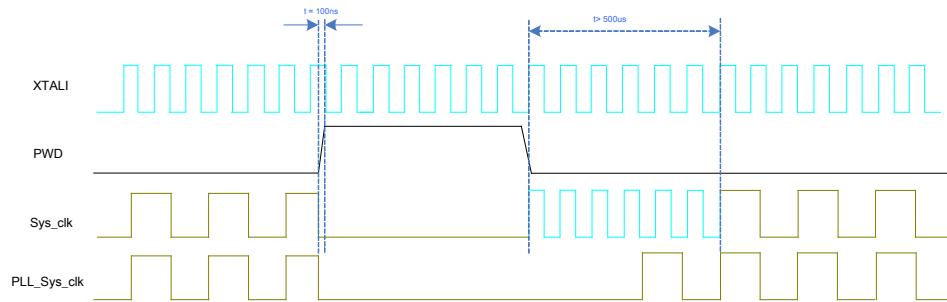 t = 100ns
t> 500us
XTALI
PWD
Sys_clk
PLL_Sys_clk